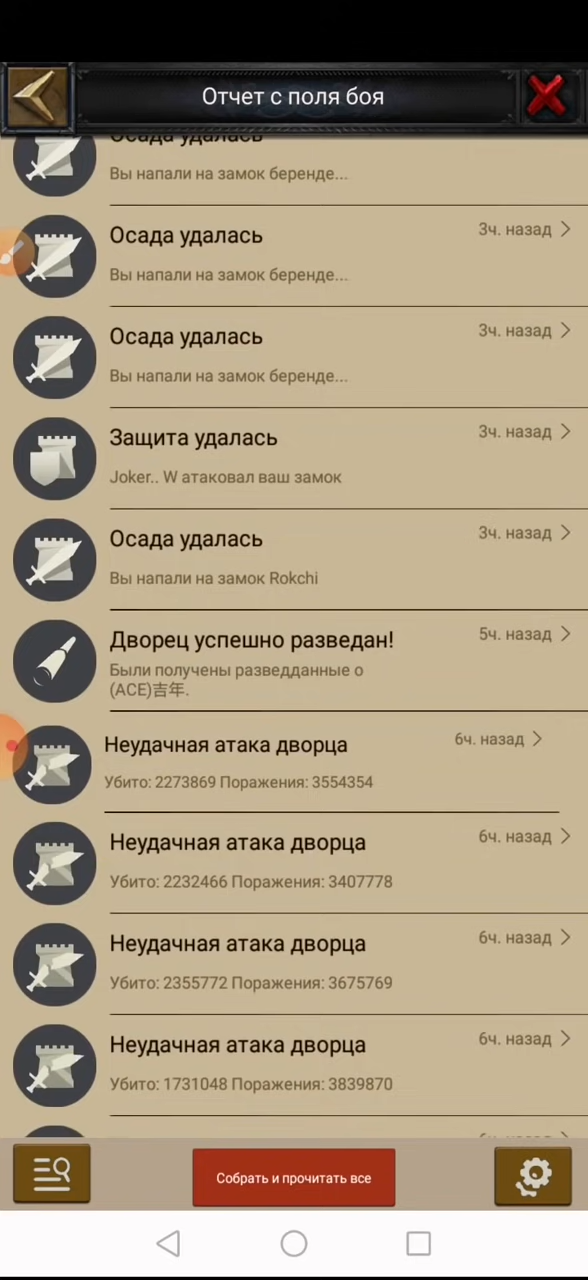 Отчет с поля боя
Осада удалась
Вы напали на замок беренде...
Осада удалась
3ч. назад
Вы напали на замок беренде...
Осада удалась
3ч. назад
Вы напали на замок беренде...
Защита удалась
3ч. назад
Joker.. W атаковал ваш замок
Осада удалась
3ч. назад
Вы напали на замок Rokchi
Дворец успешно разведан!
5ч. назад
Были получены разведданные о
(ACE)吉年.
Неудачная атака дворца
6ч. назад
Убито: 2273869 Поражения: 3554354
Неудачная атака дворца
6ч. назад
Убито: 2232466 Поражения: 3407778
Неудачная атака дворца
6ч. назад
Убито: 2355772 Поражения: 3675769
Неудачная атака дворца
6ч. назад
Убито: 1731048 Поражения: 3839870
Собрать и прочитать все